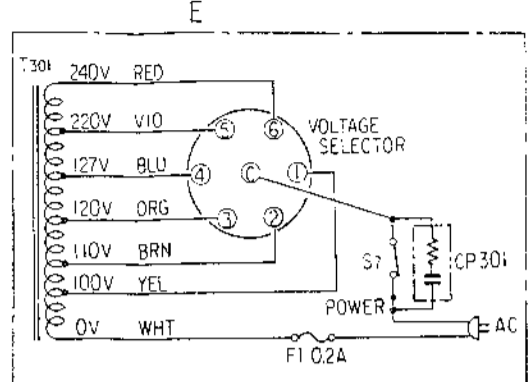 E
T301
240V RED
220V VIO
127V BLU
120V ORG
110V BRN
100V YEL
0V WHT
5
6
4
C
1
3
2
VOLTAGE
SELECTOR
S7
CP301
POWER
AC
F1 0.2A